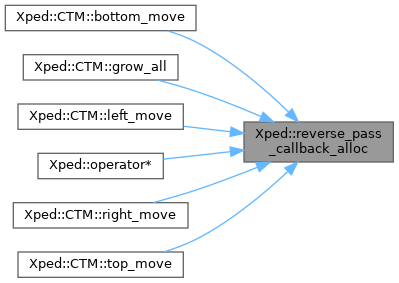 Xped::CTM::bottom_move
Xped::CTM::grow_all
Xped::CTM::left_move
Xped::reverse_pass
_callback_alloc
Xped::operator*
Xped::CTM::right_move
Xped::CTM::top_move